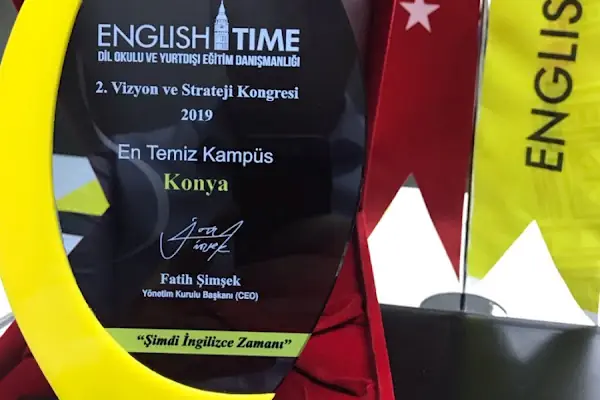 ENGLISH TIME
DİL OKULU VE YURTDIŞI EĞİTİM DANIŞMANLIĞI
2. Vizyon ve Strateji Kongresi
2019
En Temiz Kampüs
Konya
Fatih Şimşek
Yönetim Kurulu Başkanı (CEO)
"Şimdi İngilizce Zamanı"
ENGLIS